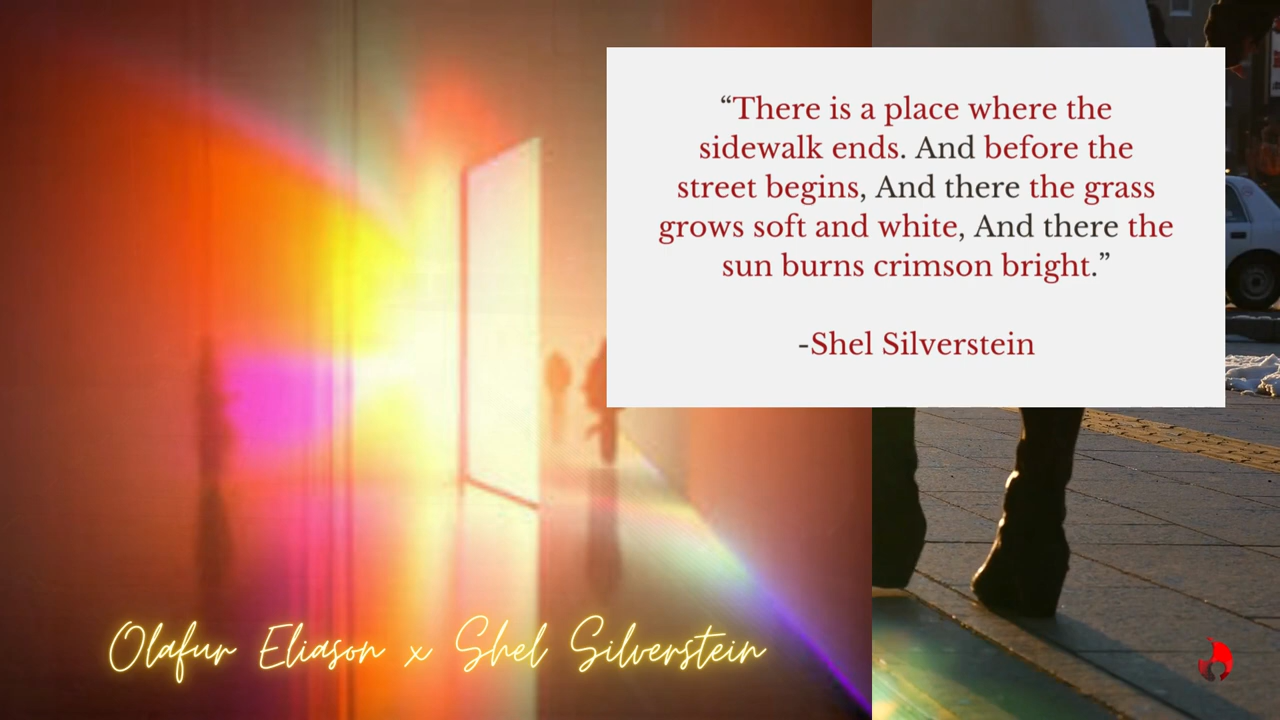 “There is a place where the
sidewalk ends. And before the
street begins, And there the grass
grows soft and white, And there the
sun burns crimson bright.”
-Shel Silverstein
Olafur Eliason x Shel Silverstein